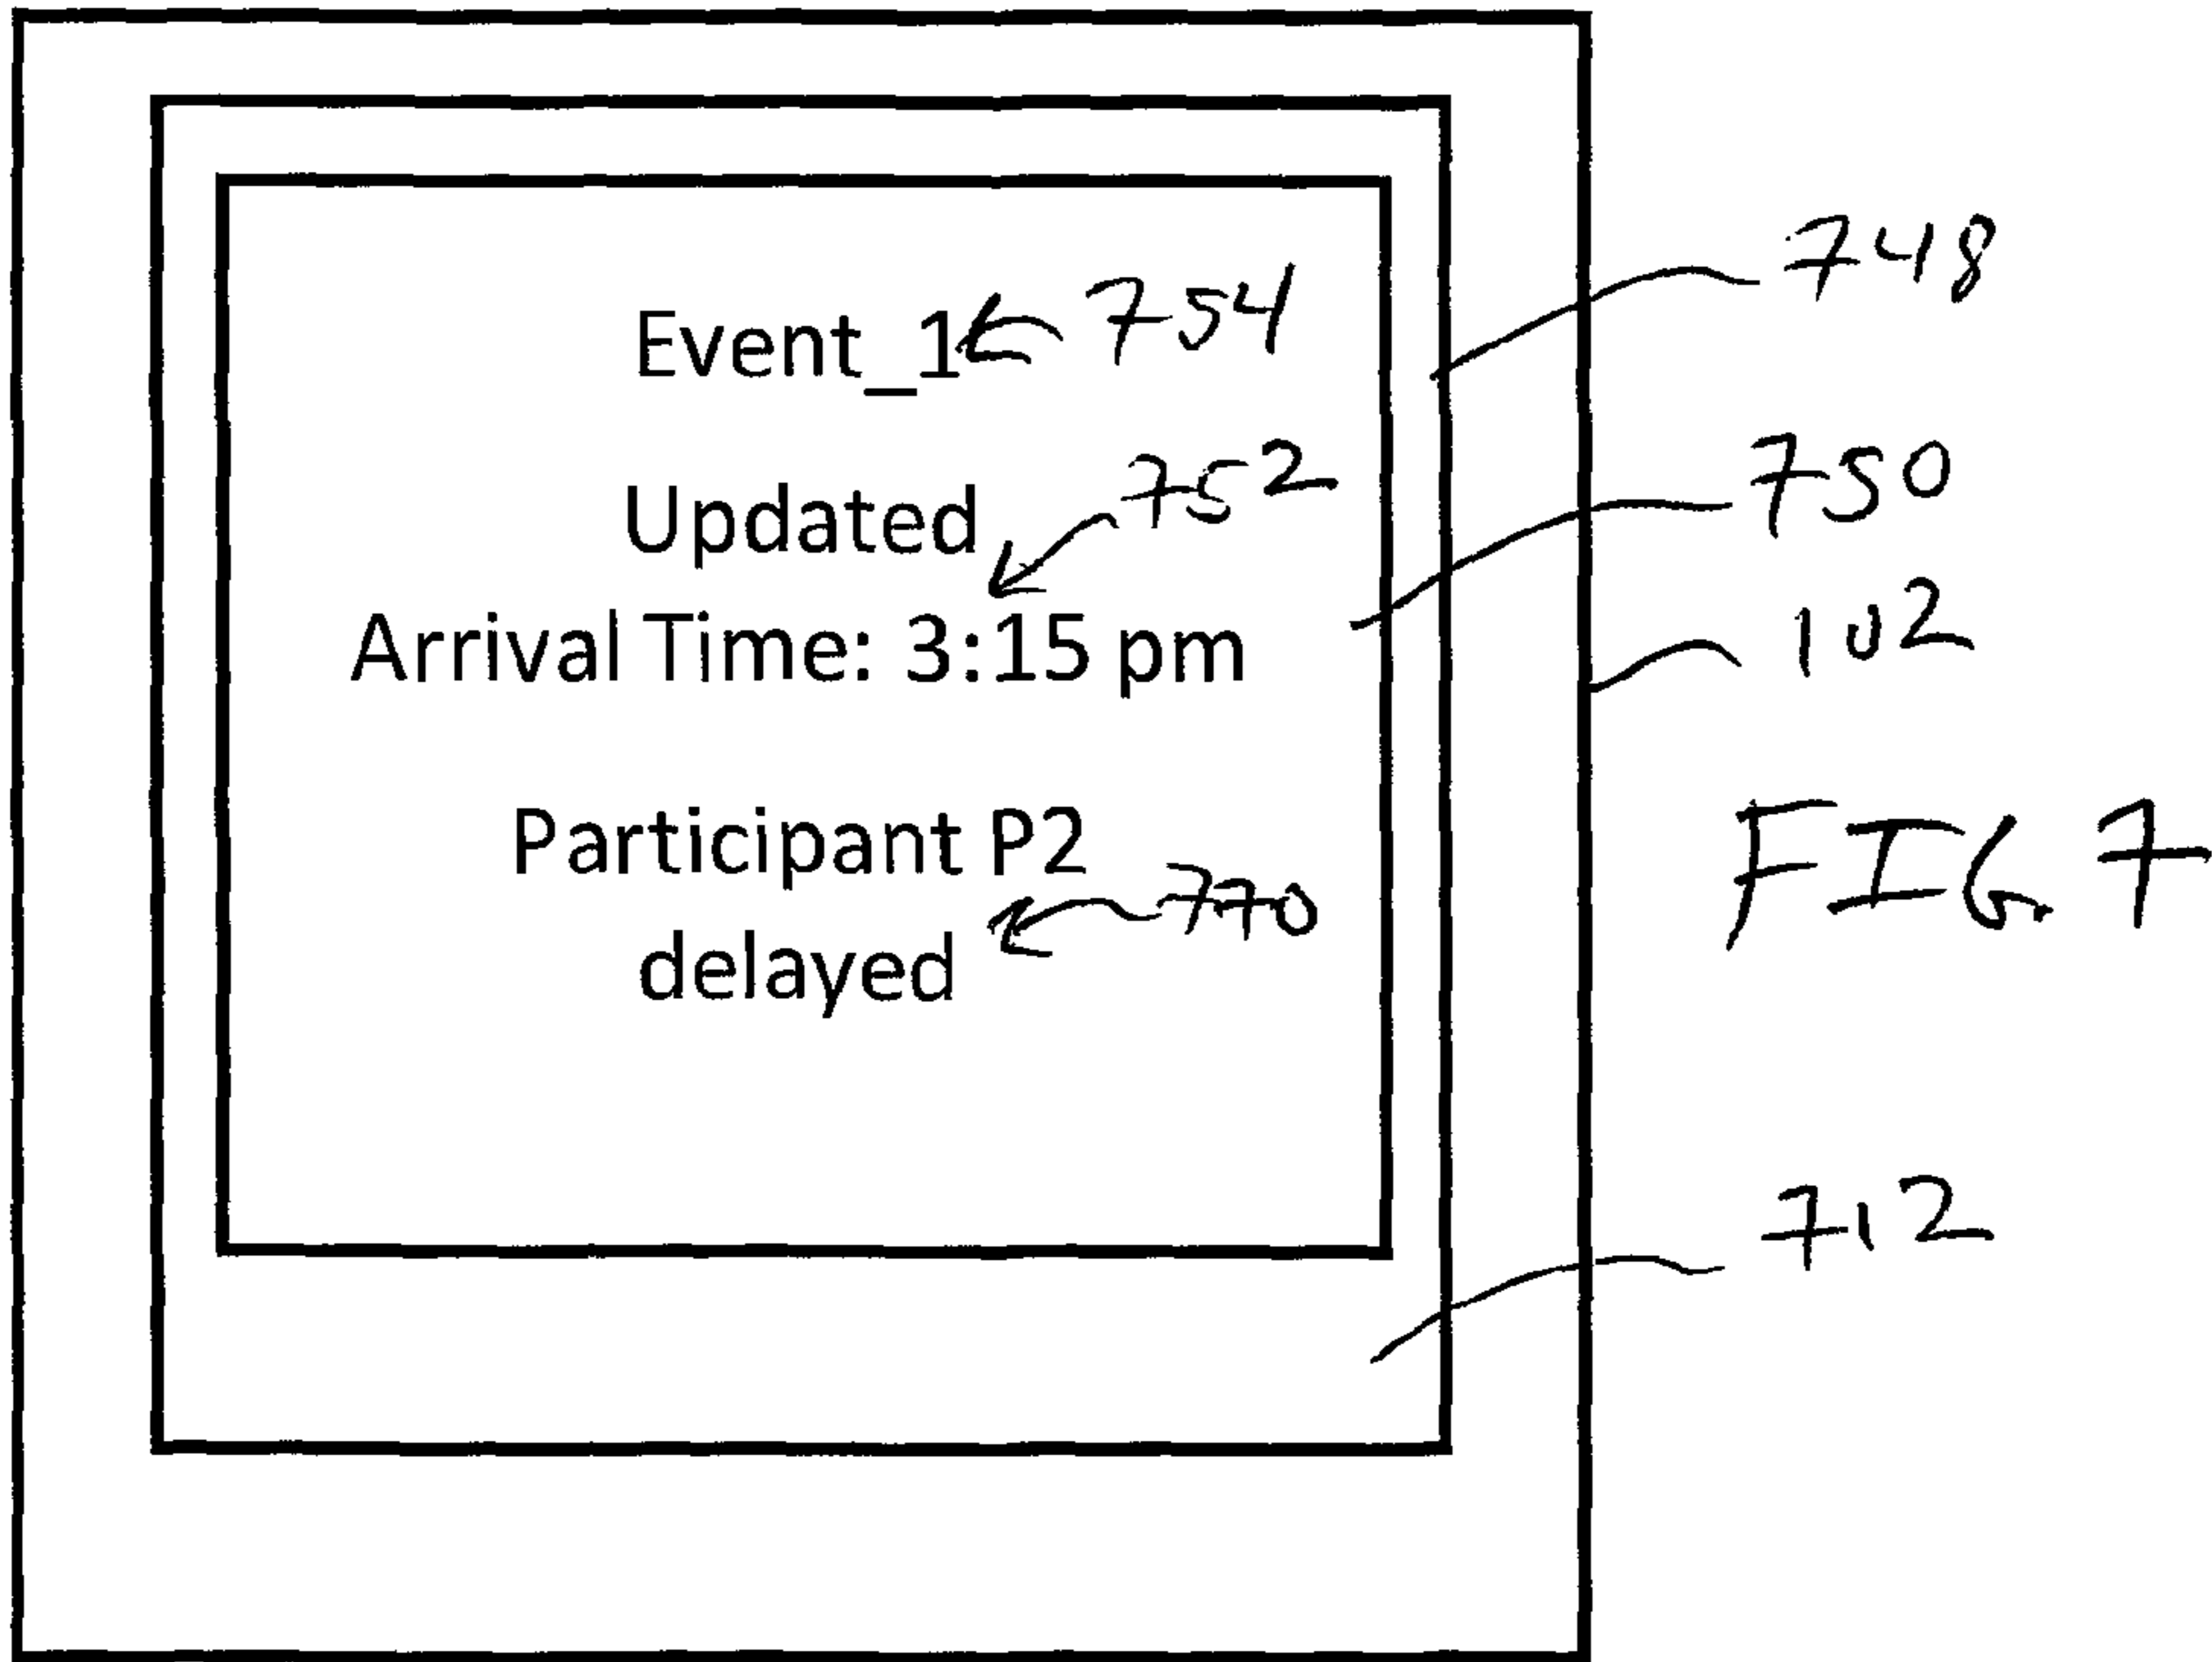 748
Event_1 754
752
Updated
750
102
Arrival Time: 3:15 pm
Participant P2
FIG. 7
770
delayed
712